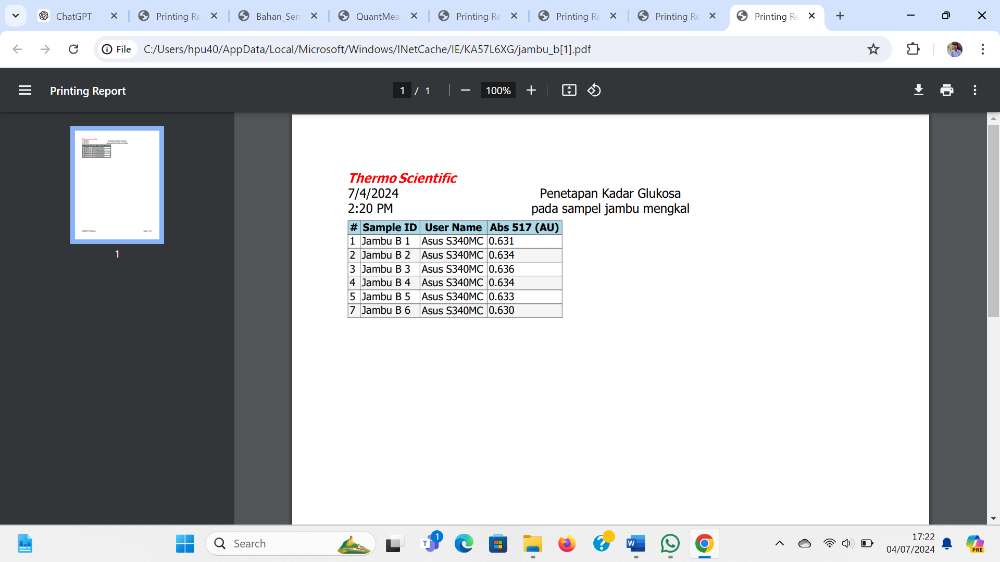 ChatGPT
Printing Re
Bahan_Sen
QuantMea
Printing Re
Printing Re
Printing Re
Printing Re
File
C:/Users/hpu40/AppData/Local/Microsoft/Windows/INetCache/IE/KA57L6XG/jambu_b[1].pdf
Printing Report
1 / 1
100%
1
Thermo Scientific
7/4/2024
Penetapan Kadar Glukosa
2:20 PM
pada sampel jambu mengkal
# Sample ID User Name Abs 517 (AU)
1 Jambu B 1 Asus S340MC 0.631
2 Jambu B 2 Asus S340MC 0.634
3 Jambu B 3 Asus S340MC 0.636
4 Jambu B 4 Asus S340MC 0.634
5 Jambu B 5 Asus S340MC 0.633
7 Jambu B 6 Asus S340MC 0.630
Search
1
17:22
04/07/2024
PRE